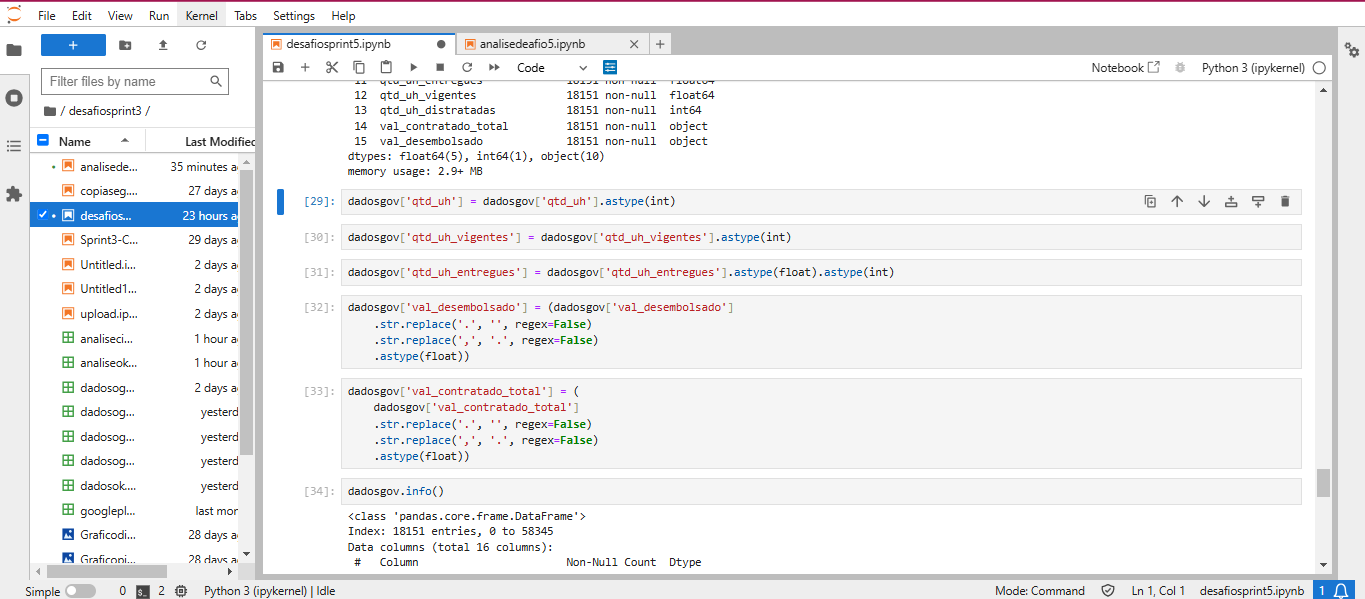 File Edit View Run Kernel Tabs Settings Help
Filter files by name
/ desafiosprint3 /
Name Last Modified
analisede... 35 minutes a
copiaseg.... 27 days a
desafios... 23 hours a
Sprint3-C... 29 days a
Untitled.i... 2 days a
Untitled1... 2 days a
upload.ip... 2 days a
analiseci... 1 hour a
analiseok... 1 hour a
dadosog... 2 days a
dadosog... yesterd
dadosog... yesterd
dadosog... yesterd
dadosok.... yesterd
googlepl... last mor
Graficodi... 28 days a
Graficopi... 28 days a
desafiosprint5.ipynb
analisedeafio5.ipynb
Code
Notebook
Python 3 (ipykernel)
11 qtd_uh_entregues 18151 non-null float64
12 qtd_uh_vigentes 18151 non-null float64
13 qtd_uh_distratadas 18151 non-null int64
14 val_contratado_total 18151 non-null object
15 val_desembolsado 18151 non-null object
dtypes: float64(5), int64(1), object(10)
memory usage: 2.9+ MB
[29]: dadosgov['qtd_uh'] = dadosgov['qtd_uh'].astype(int)
[30]: dadosgov['qtd_uh_vigentes'] = dadosgov['qtd_uh_vigentes'].astype(int)
[31]: dadosgov['qtd_uh_entregues'] = dadosgov['qtd_uh_entregues'].astype(float).astype(int)
[32]: dadosgov['val_desembolsado'] = (dadosgov['val_desembolsado']
.str.replace('.', '', regex=False)
.str.replace(',', '.', regex=False)
.astype(float))
[33]: dadosgov['val_contratado_total'] = (
dadosgov['val_contratado_total']
.str.replace('.', '', regex=False)
.str.replace(',', '.', regex=False)
.astype(float))
[34]: dadosgov.info()
<class 'pandas.core.frame.DataFrame'>
Index: 18151 entries, 0 to 58345
Data columns (total 16 columns):
# Column Non-Null Count Dtype
Simple 0 $_ 2 Python 3 (ipykernel) | Idle
Mode: Command Ln 1, Col 1 desafiosprint5.ipynb 1